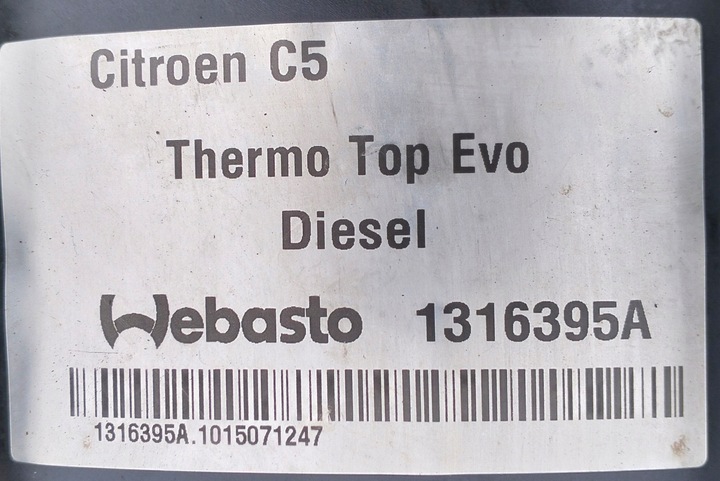 Citroen C5
Thermo Top Evo
Diesel
Webasto 1316395A
1316395A.1015071247